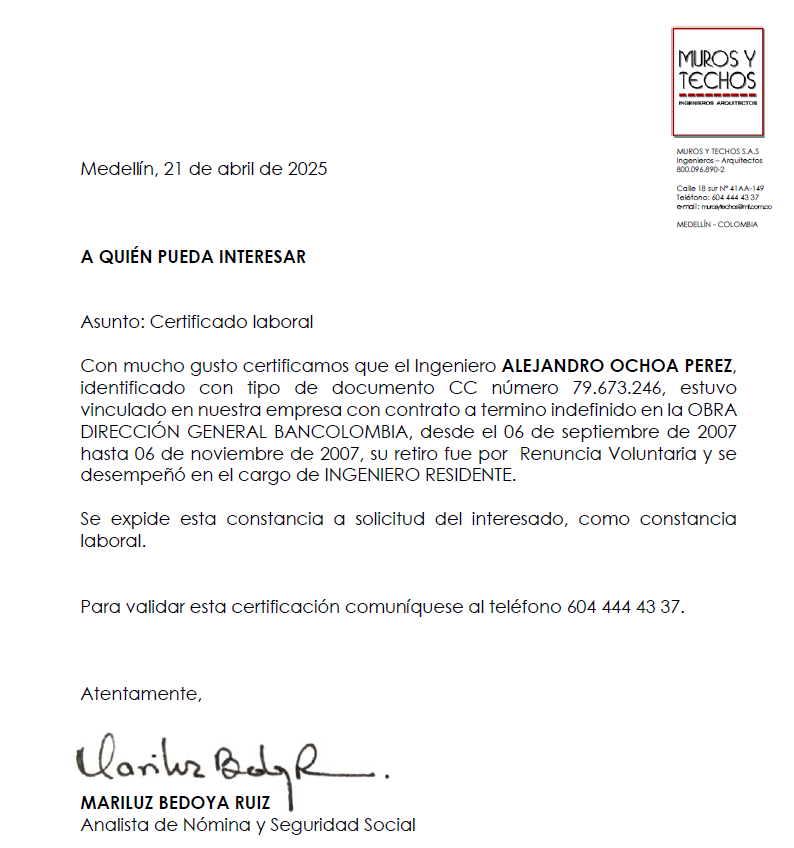 MUROS Y
TECHOS
INGENIEROS ARQUITECTOS
MUROS Y TECHOS S.A.S
Ingenieros – Arquitectos
800.096.890-2
Calle 18 sur Nº 41AA-149
Teléfono: 604 444 43 37
e-mail: murosytechos@mt.com.co
MEDELLÍN - COLOMBIA
Medellín, 21 de abril de 2025
A QUIÉN PUEDA INTERESAR
Asunto: Certificado laboral
Con mucho gusto certificamos que el Ingeniero ALEJANDRO OCHOA PEREZ,
identificado con tipo de documento CC número 79.673.246, estuvo
vinculado en nuestra empresa con contrato a termino indefinido en la OBRA
DIRECCIÓN GENERAL BANCOLOMBIA, desde el 06 de septiembre de 2007
hasta 06 de noviembre de 2007, su retiro fue por Renuncia Voluntaria y se
desempeñó en el cargo de INGENIERO RESIDENTE.
Se expide esta constancia a solicitud del interesado, como constancia
laboral.
Para validar esta certificación comuníquese al teléfono 604 444 43 37.
Atentamente,
Mariluz Bedoya R
MARILUZ BEDOYA RUIZ
Analista de Nómina y Seguridad Social